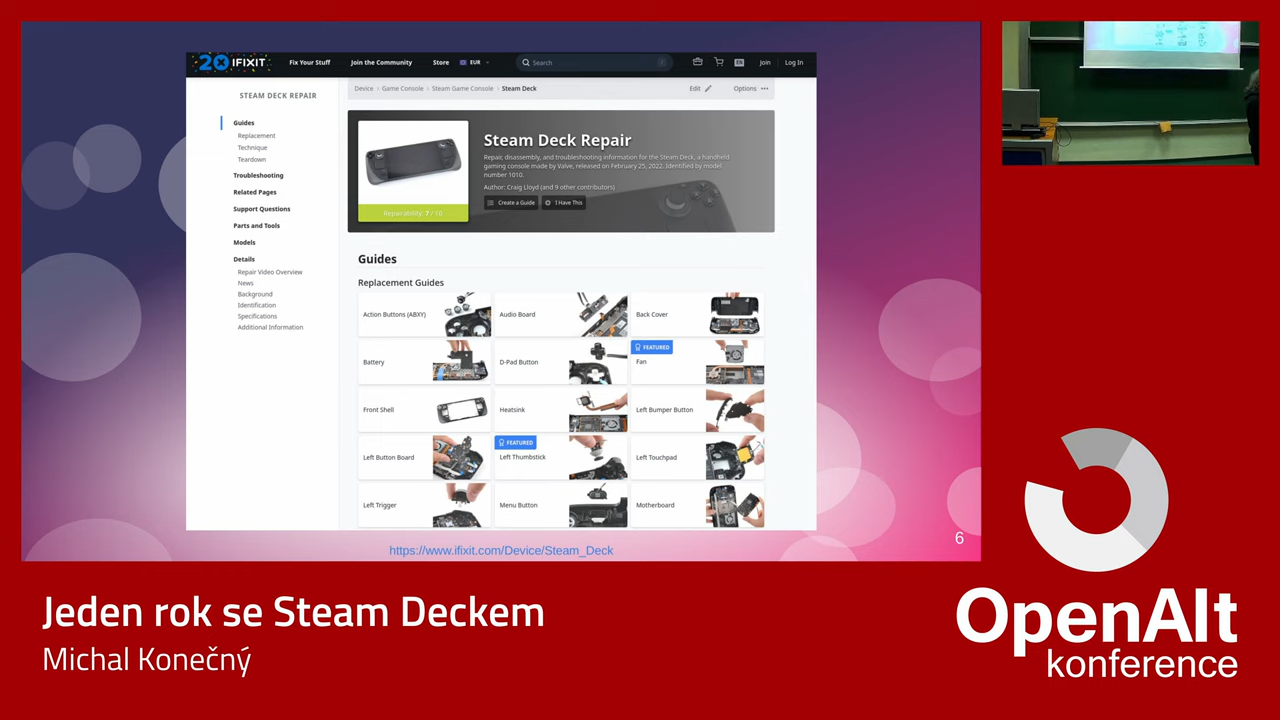 20 IFIXIT
Fix Your Stuff
Join the Community
Store
EUR
Search
/
EN
Join
Log In
STEAM DECK REPAIR
Guides
Replacement
Technique
Teardown
Troubleshooting
Related Pages
Support Questions
Parts and Tools
Models
Details
Repair Video Overview
News
Background
Identification
Specifications
Additional Information
Device › Game Console › Steam Game Console › Steam Deck
Edit
Options
Steam Deck Repair
Repair, disassembly, and troubleshooting information for the Steam Deck, a handheld
gaming console made by Valve, released on February 25, 2022. Identified by model
number 1010.
Author: Craig Lloyd (and 9 other contributors)
Create a Guide
I Have This
Repairability: 7 / 10
Guides
Replacement Guides
Action Buttons (ABXY)
Audio Board
Back Cover
Battery
D-Pad Button
FEATURED
Fan
Front Shell
Heatsink
Left Bumper Button
Left Button Board
FEATURED
Left Thumbstick
Left Touchpad
Left Trigger
Menu Button
Motherboard
https://www.ifixit.com/Device/Steam_Deck
6
Jeden rok se Steam Deckem
Michal Konečný
OpenAlt
konference